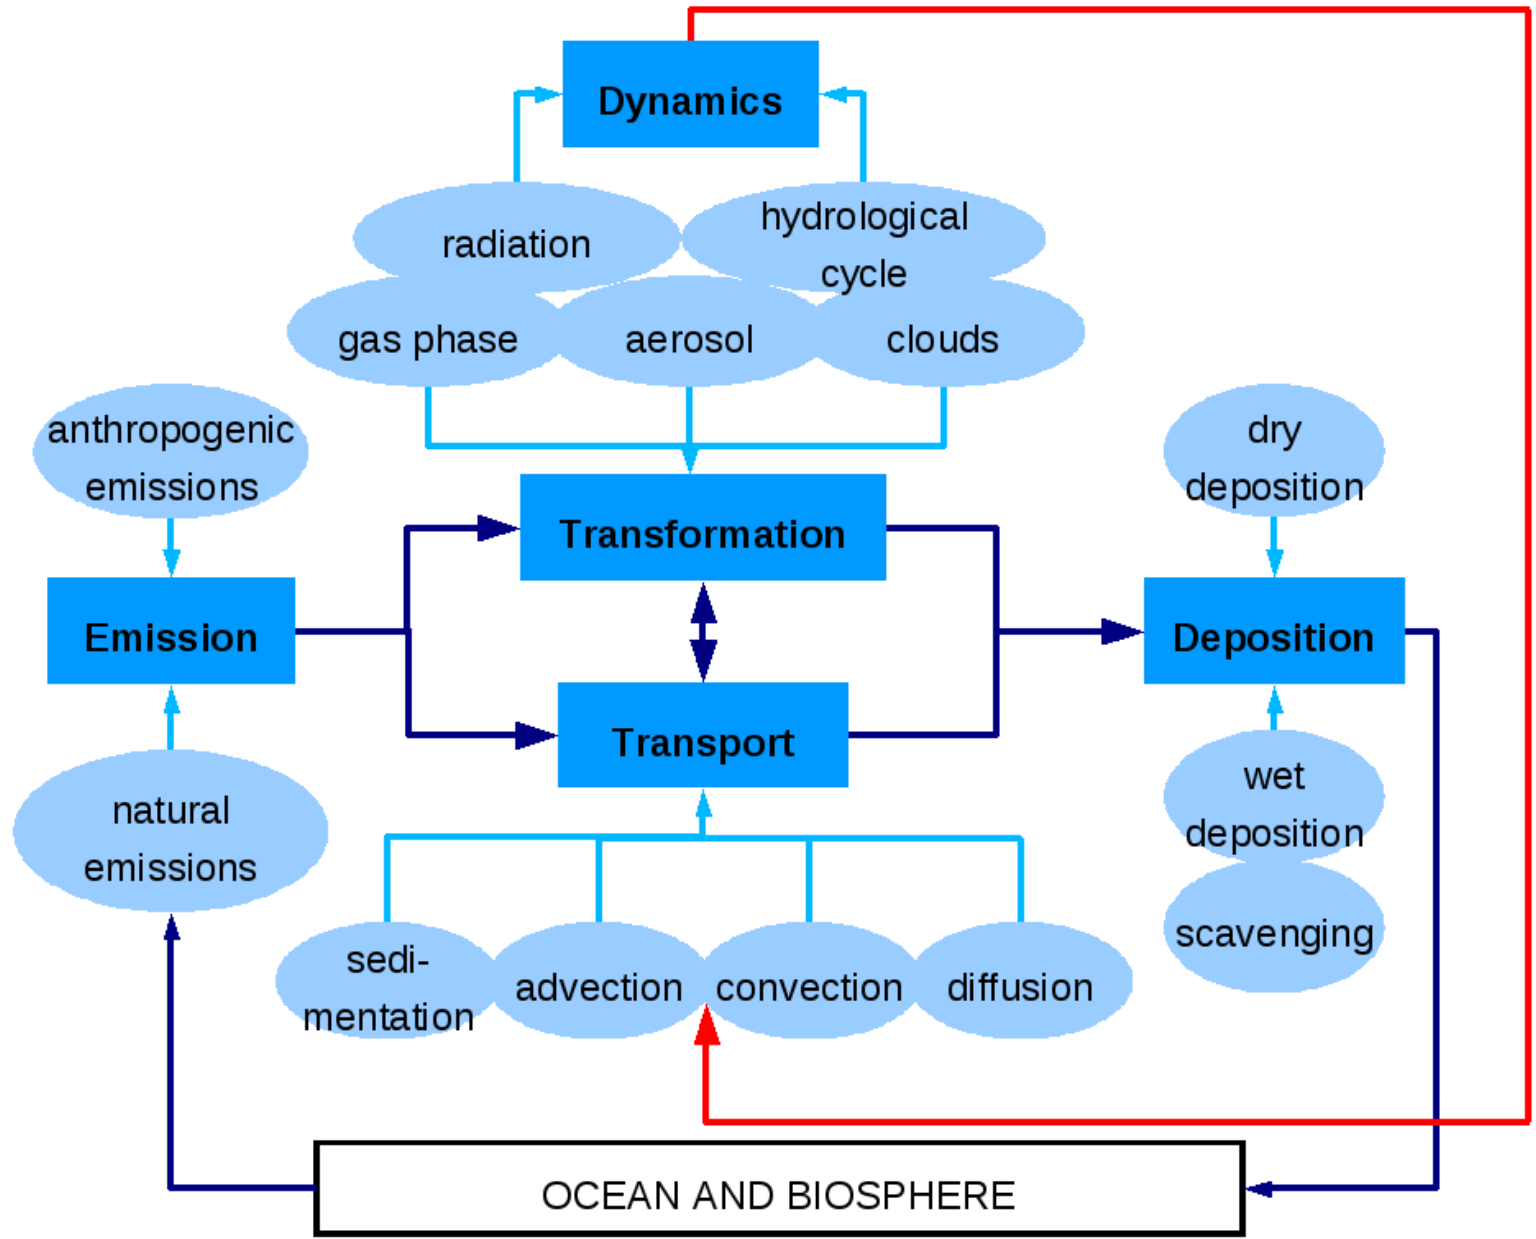 Dynamics
radiation
hydrological
cycle
gas phase
aerosol
clouds
anthropogenic
emissions
dry
deposition
Transformation
Emission
Deposition
Transport
natural
emissions
wet
deposition
scavenging
sedi-
mentation
advection
convection
diffusion
OCEAN AND BIOSPHERE